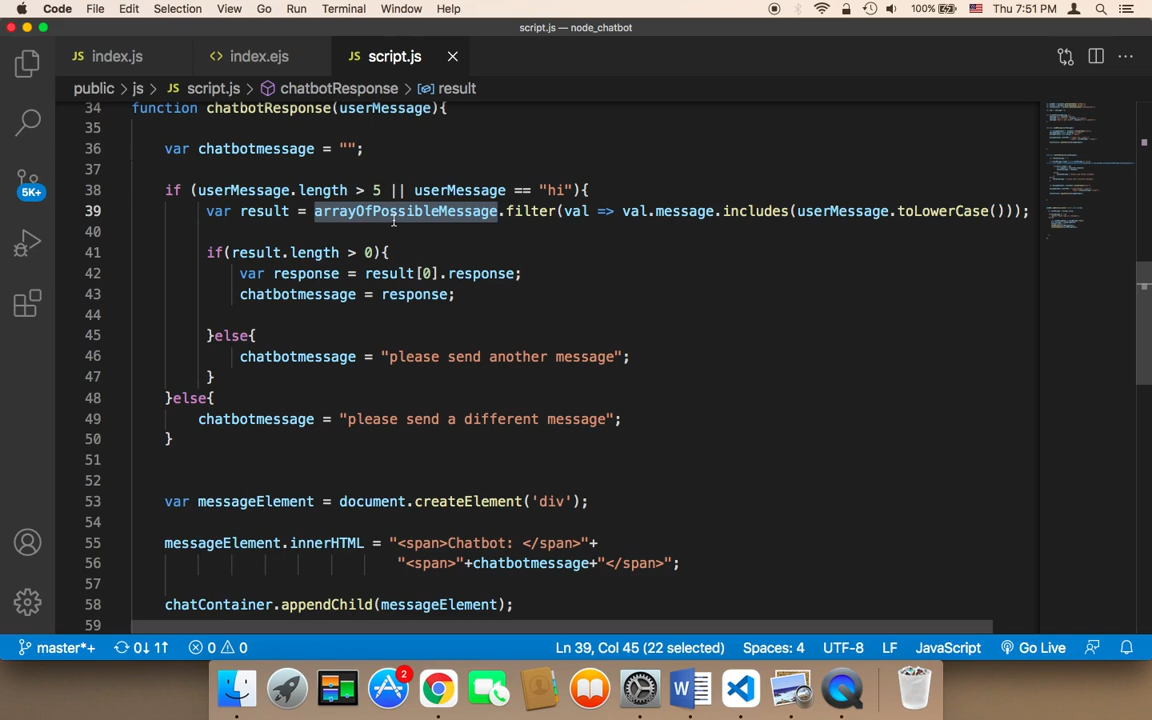 Code File Edit Selection View Go Run Terminal Window Help 100% Thu 7:51 PM
script.js — node_chatbot
JS index.js <> index.ejs JS script.js
public > js > JS script.js > chatbotResponse > result
34 function chatbotResponse(userMessage){
35
36 var chatbotmessage = "";
37
38 if (userMessage.length > 5 || userMessage == "hi"){
39 var result = arrayOfPossibleMessage.filter(val => val.message.includes(userMessage.toLowerCase()));
40
41 if(result.length > 0){
42 var response = result[0].response;
43 chatbotmessage = response;
44
45 }else{
46 chatbotmessage = "please send another message";
47 }
48 }else{
49 chatbotmessage = "please send a different message";
50 }
51
52
53 var messageElement = document.createElement('div');
54
55 messageElement.innerHTML = "<span>Chatbot: </span>"+
56 "<span>"+chatbotmessage+"</span>";
57
58 chatContainer.appendChild(messageElement);
59
5K+
master*+ 0↓ 1↑ 0 0 Ln 39, Col 45 (22 selected) Spaces: 4 UTF-8 LF JavaScript Go Live
2
W